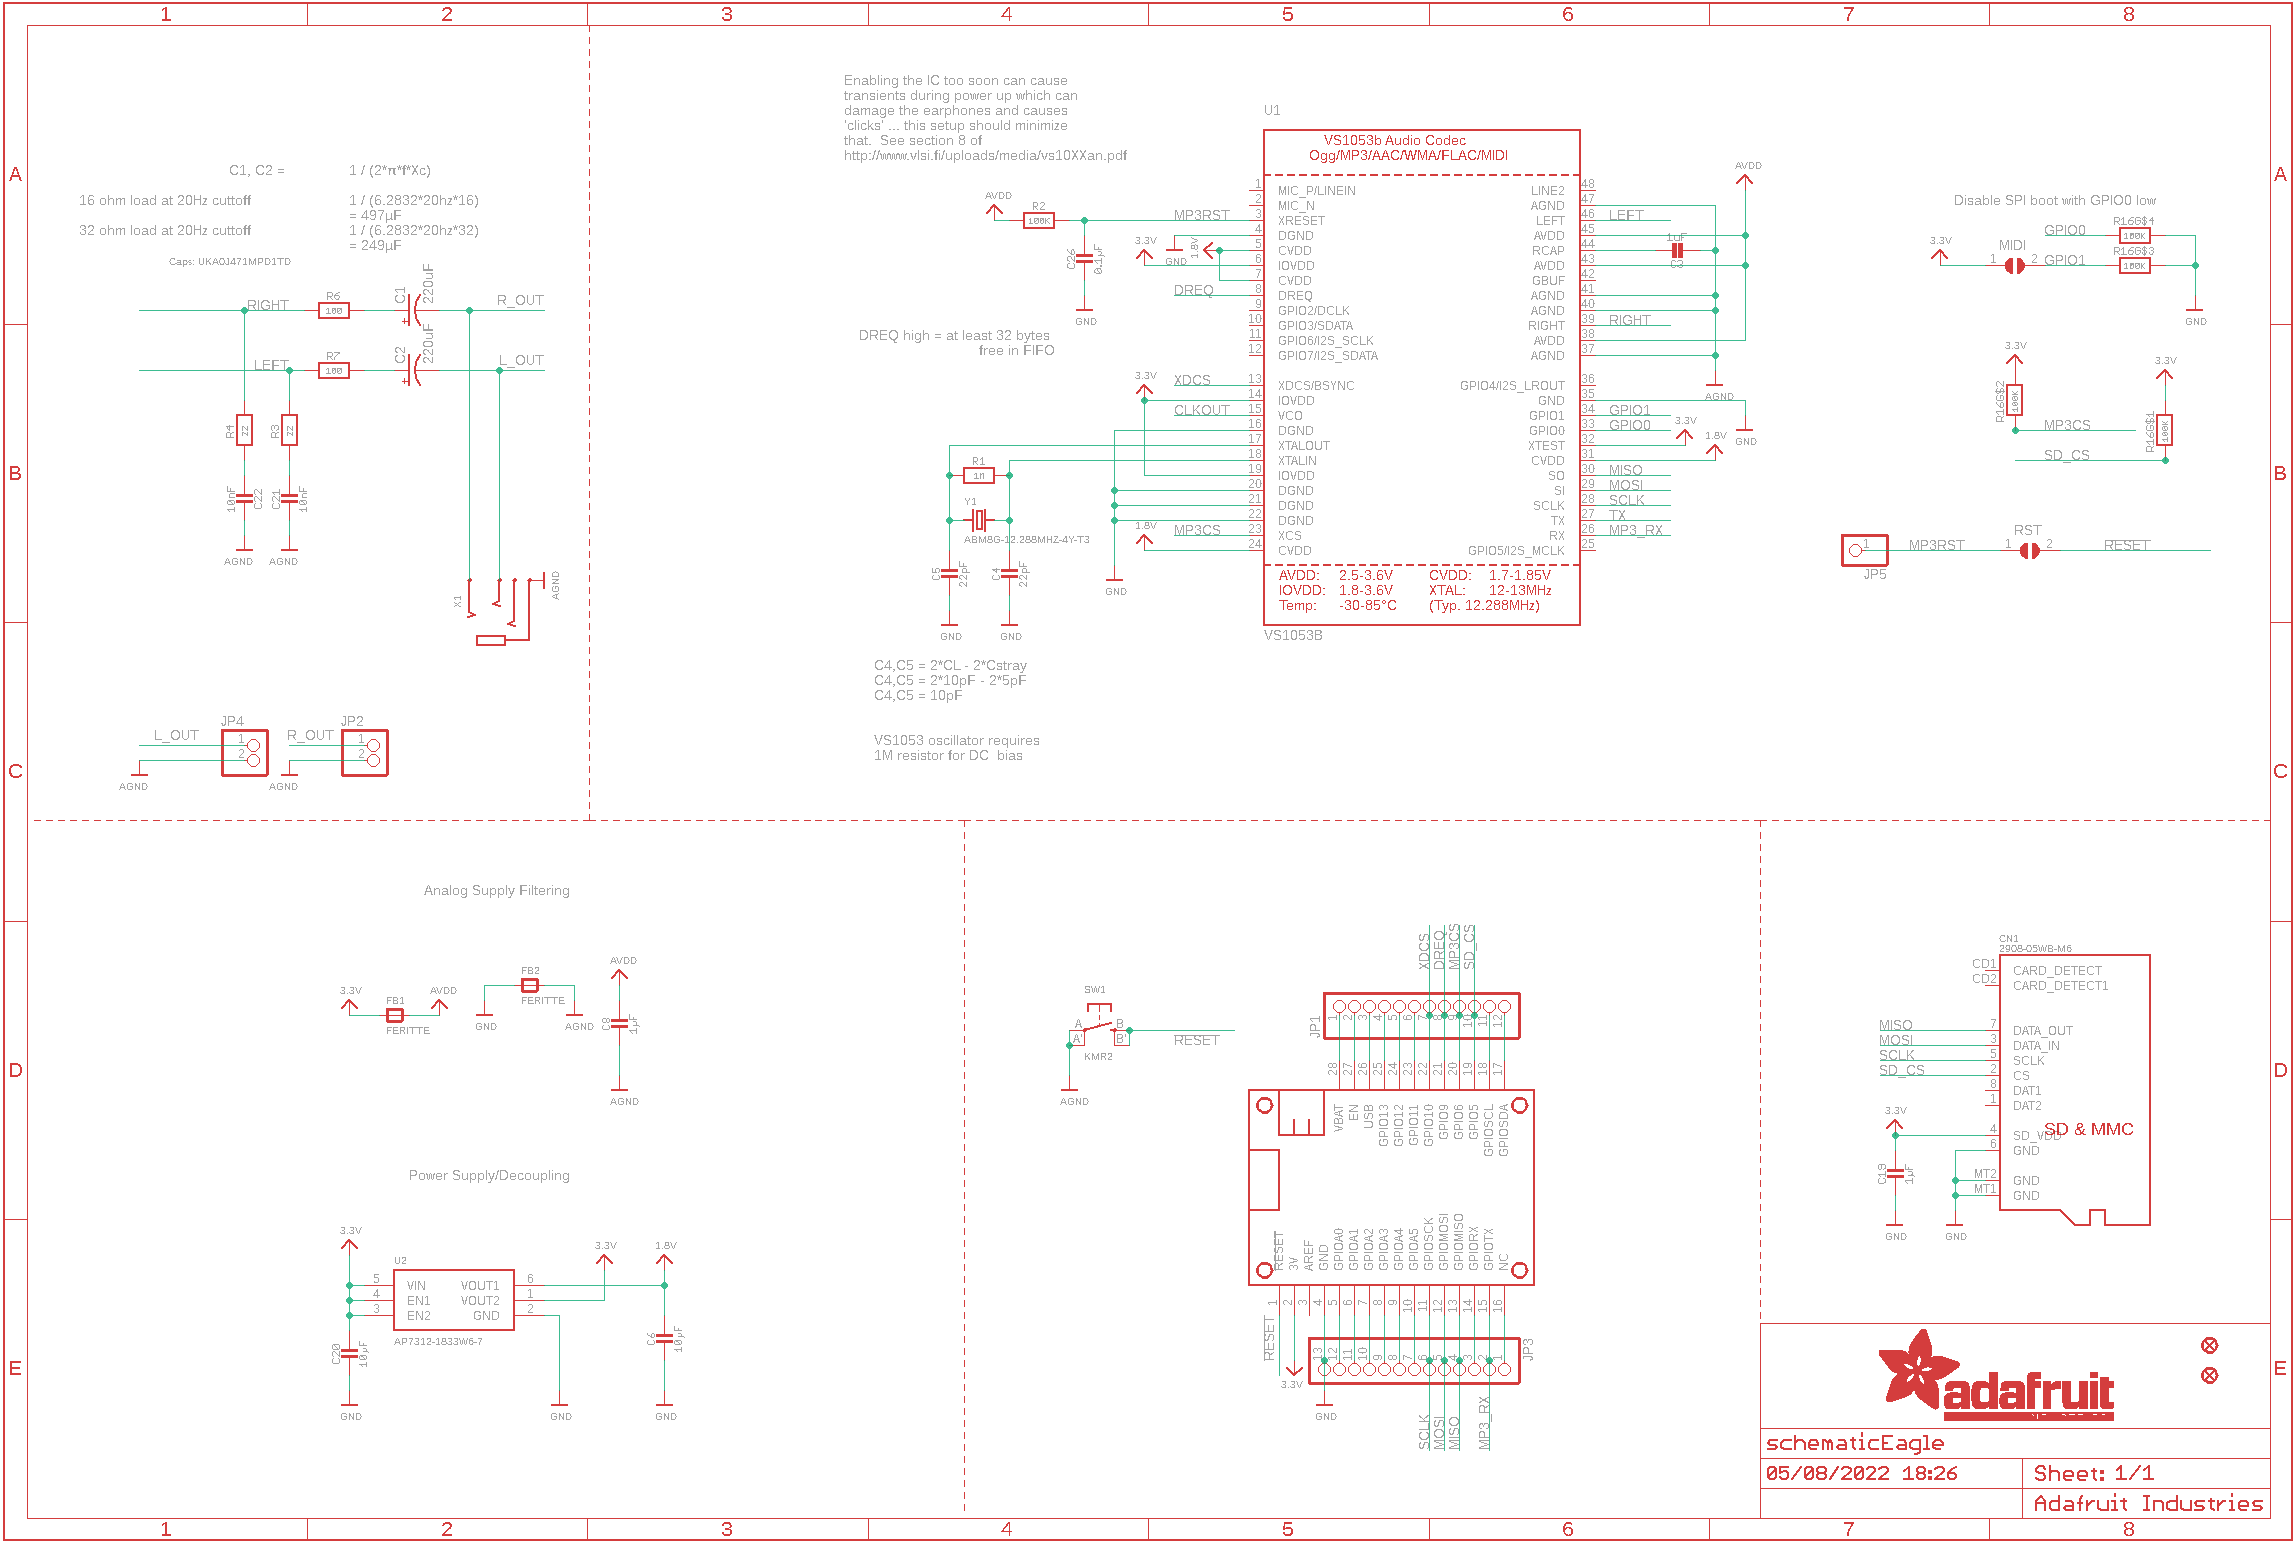 1 2 3 4 5 6 7 8
A
B
C
D
E
A
B
C
D
E
C1, C2 = 1 / (2*π*f*Xc)
16 ohm load at 20Hz cuttoff 1 / (6.2832*20hz*16)
= 497µF
32 ohm load at 20Hz cuttoff 1 / (6.2832*20hz*32)
= 249µF
Caps: UKA0J471MPD1TD
RIGHT
R6
100
C1
220uF
R_OUT
LEFT
R7
100
C2
220uF
L_OUT
R4
22
R3
22
10nF
C22
C21
10nF
AGND
AGND
X1
AGND
JP4
L_OUT
1
2
AGND
JP2
R_OUT
1
2
AGND
Enabling the IC too soon can cause
transients during power up which can
damage the earphones and causes
'clicks' ... this setup should minimize
that. See section 8 of
http://www.vlsi.fi/uploads/media/vs10XXan.pdf
AVDD
R2
100K
MP3RST
C26
0.1µF
GND
3.3V
GND
1.8V
DREQ
DREQ high = at least 32 bytes
free in FIFO
3.3V
XDCS
CLKOUT
R1
1M
Y1
ABM8G-12.288MHZ-4Y-T3
C5
22pF
C4
22pF
GND
GND
1.8V
MP3CS
GND
C4,C5 = 2*CL - 2*Cstray
C4,C5 = 2*10pF - 2*5pF
C4,C5 = 10pF
VS1053 oscillator requires
1M resistor for DC bias
U1
VS1053b Audio Codec
Ogg/MP3/AAC/WMA/FLAC/MIDI
1 MIC_P/LINEIN LINE2 48
2 MIC_N AGND 47
3 XRESET LEFT 46
4 DGND AVDD 45
5 CVDD RCAP 44
6 IOVDD AVDD 43
7 CVDD GBUF 42
8 DREQ AGND 41
9 GPIO2/DCLK AGND 40
10 GPIO3/SDATA RIGHT 39
11 GPIO6/I2S_SCLK AVDD 38
12 GPIO7/I2S_SDATA AGND 37
13 XDCS/BSYNC GPIO4/I2S_LROUT 36
14 IOVDD GND 35
15 VCO GPIO1 34
16 DGND GPIO0 33
17 XTALOUT XTEST 32
18 XTALIN CVDD 31
19 IOVDD SO 30
20 DGND SI 29
21 DGND SCLK 28
22 DGND TX 27
23 XCS RX 26
24 CVDD GPIO5/I2S_MCLK 25
AVDD: 2.5-3.6V CVDD: 1.7-1.85V
IOVDD: 1.8-3.6V XTAL: 12-13MHz
Temp: -30-85°C (Typ. 12.288MHz)
VS1053B
LEFT
AVDD
1uF
C3
RIGHT
AGND
GPIO1
GPIO0
3.3V
1.8V
GND
MISO
MOSI
SCLK
TX
MP3_RX
Disable SPI boot with GPIO0 low
GPIO0
R16G$4
100K
3.3V
MIDI
1 2
GPIO1
R16G$3
100K
GND
3.3V
R16G$2
100K
MP3CS
3.3V
R16G$1
100K
SD_CS
1
JP5
MP3RST
RST
1 2
RESET
Analog Supply Filtering
3.3V
FB1
FERITTE
AVDD
FB2
FERITTE
GND
AGND
AVDD
C8
1µF
AGND
Power Supply/Decoupling
3.3V
U2
5 VIN VOUT1 6
4 EN1 VOUT2 1
3 EN2 GND 2
AP7312-1833W6-7
3.3V
1.8V
C20
10µF
C6
10µF
GND
GND
GND
SW1
A B
A' B'
KMR2
RESET
AGND
XDCS
DREQ
MP3CS
SD_CS
JP1
1 2 3 4 5 6 7 8 9 10 11 12
28 27 26 25 24 23 22 21 20 19 18 17
VBAT
EN
USB
GPIO13
GPIO12
GPIO11
GPIO10
GPIO9
GPIO6
GPIO5
GPIOSCL
GPIOSDA
RESET
3V
AREF
GND
GPIOA0
GPIOA1
GPIOA2
GPIOA3
GPIOA4
GPIOA5
GPIOSCK
GPIOMOSI
GPIOMISO
GPIORX
GPIOTX
NC
1 2 3 4 5 6 7 8 9 10 11 12 13 14 15 16
RESET
3.3V
13 12 11 10 9 8 7 6 5 4 3 2 1
JP3
GND
SCLK
MOSI
MISO
MP3_RX
CN1
2908-05WB-M6
CD1 CARD_DETECT
CD2 CARD_DETECT1
MISO 7 DATA_OUT
MOSI 3 DATA_IN
SCLK 5 SCLK
SD_CS 2 CS
8 DAT1
1 DAT2
3.3V
4 SD_VDD
SD & MMC
6 GND
MT2 GND
MT1 GND
C19
1µF
GND
GND
adafruit
schematicEagle
05/08/2022 18:26
Sheet: 1/1
Adafruit Industries
1 2 3 4 5 6 7 8